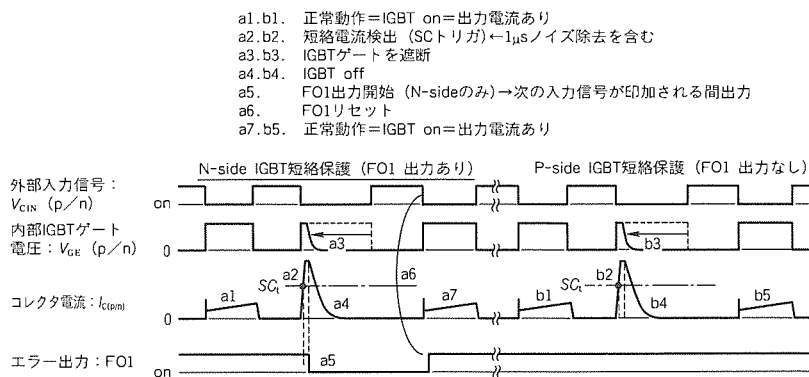 a1.b1. 正常動作＝IGBT on＝出力電流あり
a2.b2. 短絡電流検出（SCトリガ）←1μsノイズ除去を含む
a3.b3. IGBTゲートを遮断
a4.b4. IGBT off
a5. FO1出力開始（N-sideのみ）→次の入力信号が印加される間出力
a6. FO1リセット
a7.b5. 正常動作＝IGBT on＝出力電流あり
N-side IGBT短絡保護（FO1 出力あり）
P-side IGBT短絡保護（FO1 出力なし）
外部入力信号：
VCIN（p／n）
on
内部IGBTゲート
電圧：VGE（p／n）
0
a3
b3
コレクタ電流：IC(p/n)
0
a1
a2
SCt
a4
a6
a7
b1
b2
SCt
b4
b5
エラー出力：FO1
on
a5